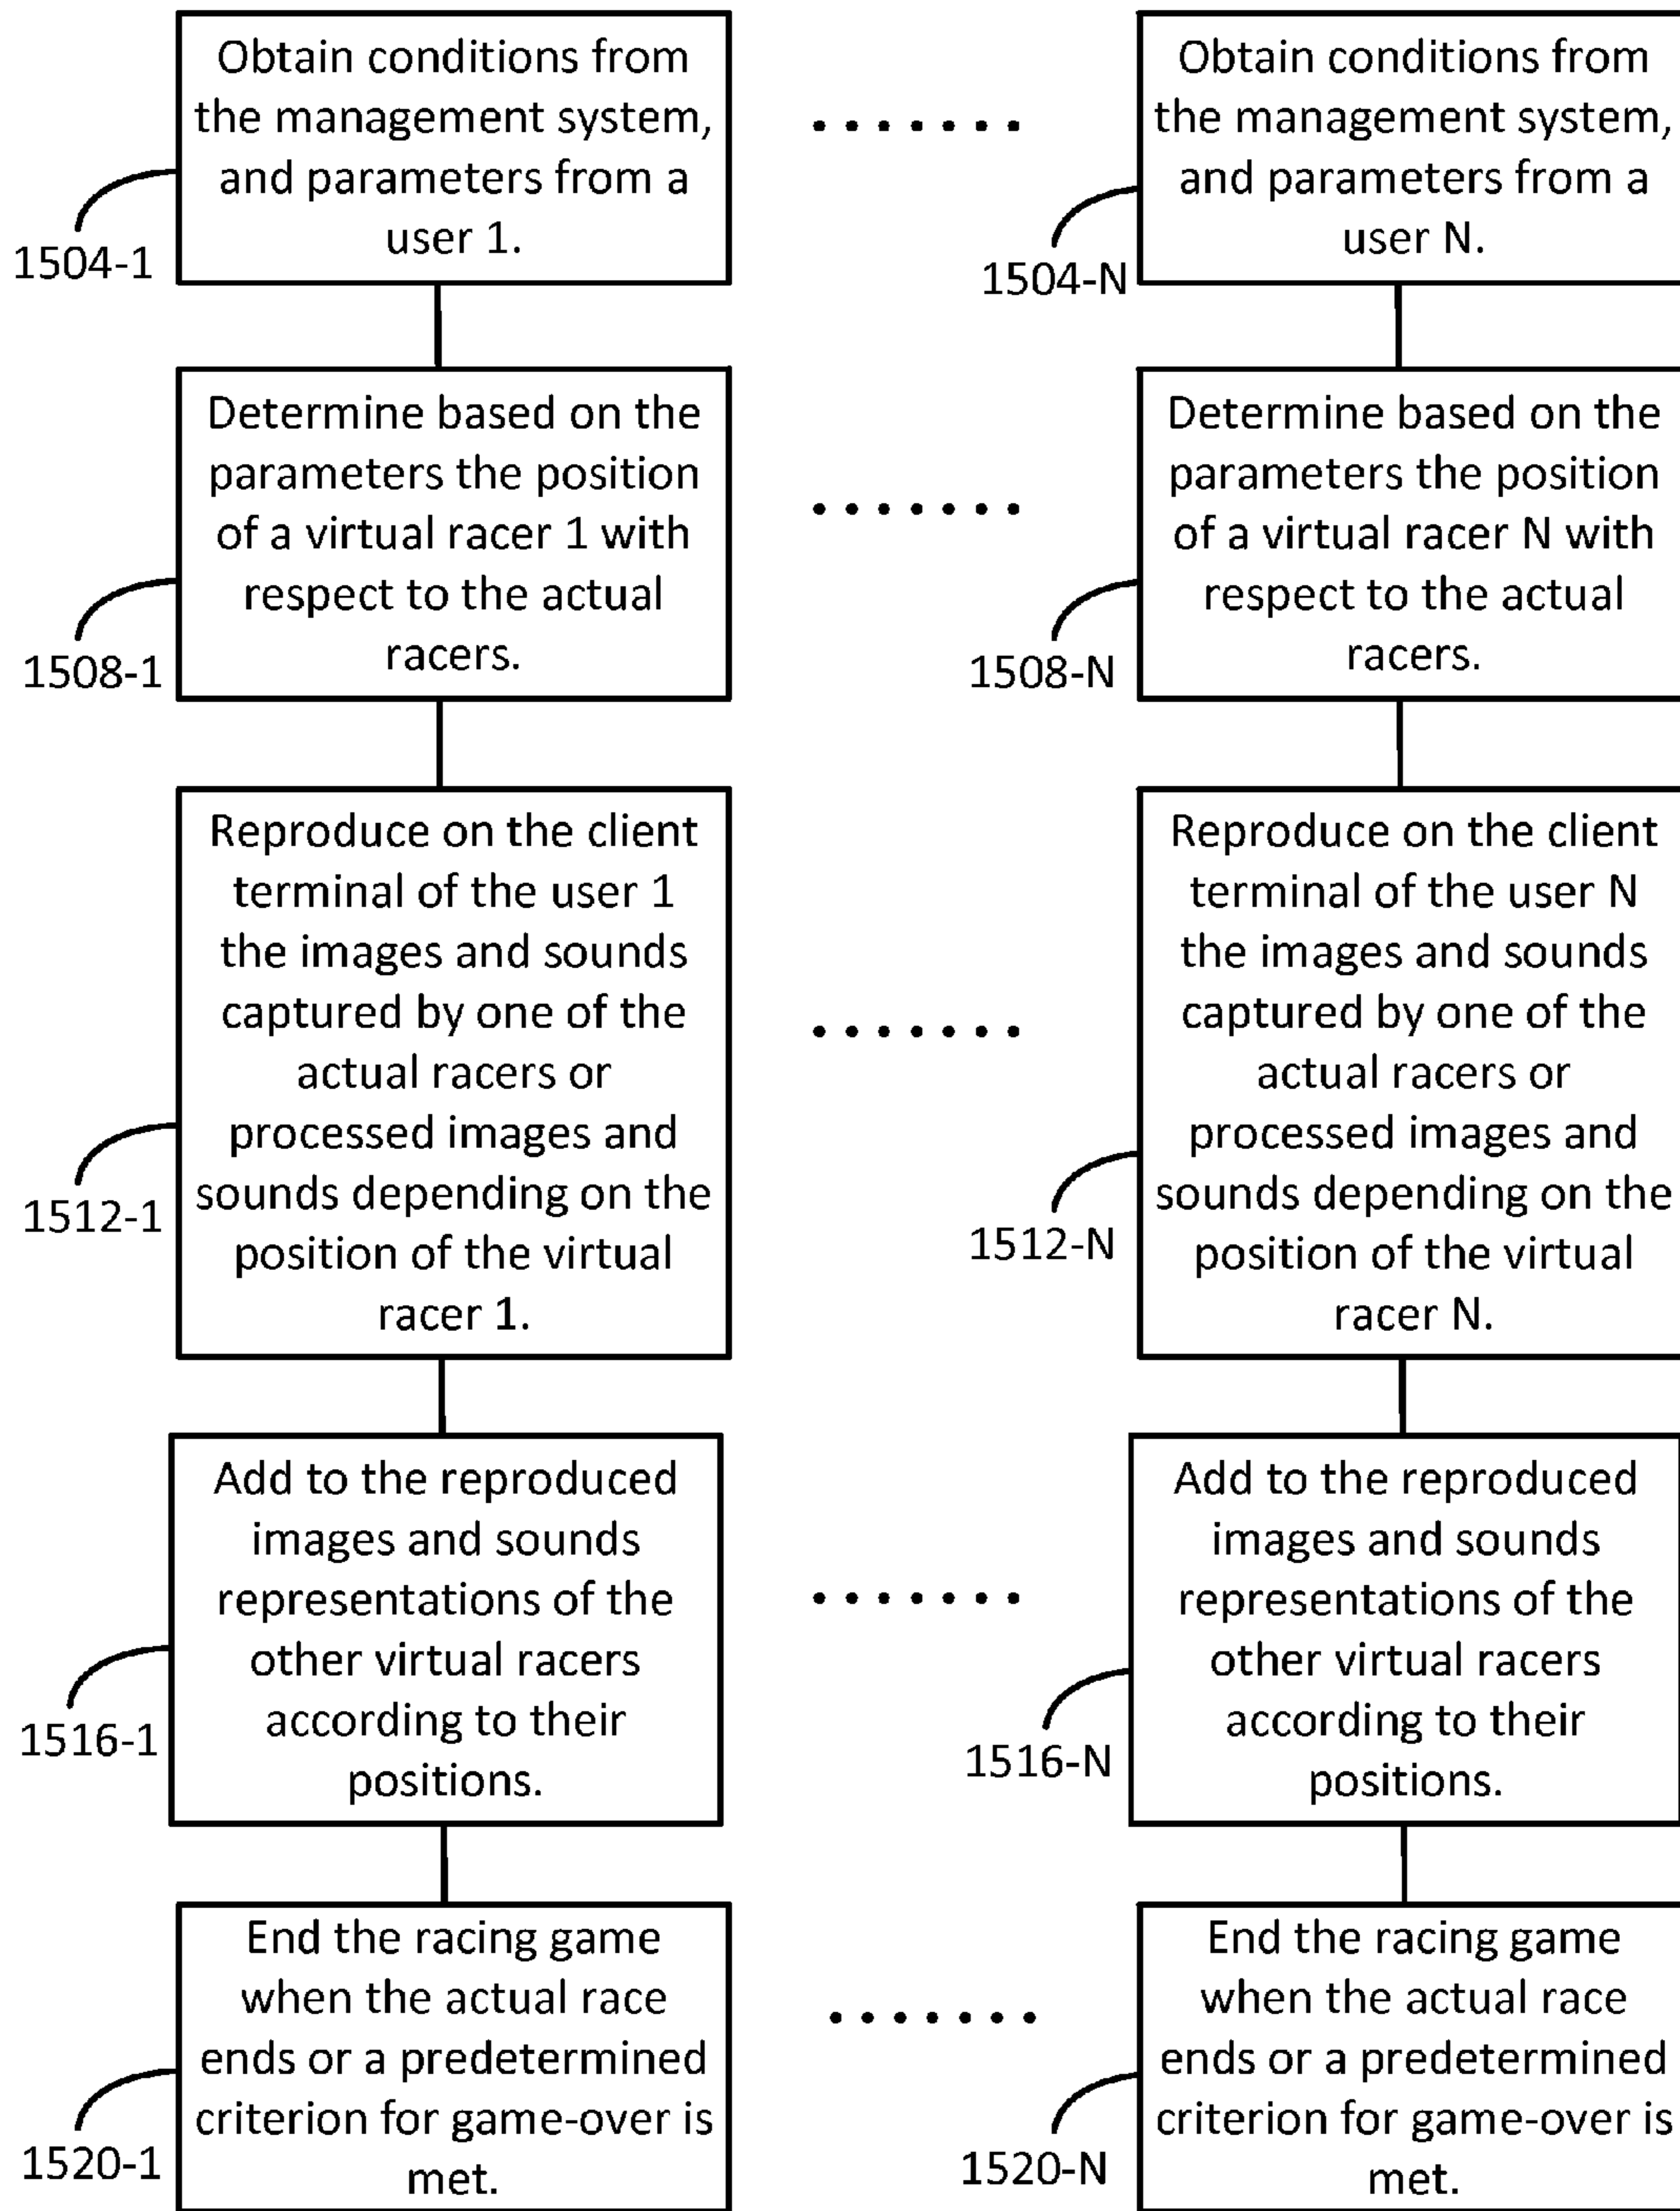 Obtain conditions from
the management system,
and parameters from a
user 1.
1504-1
Obtain conditions from
the management system,
and parameters from a
user N.
1504-N
Determine based on the
parameters the position
of a virtual racer 1 with
respect to the actual
racers.
1508-1
Determine based on the
parameters the position
of a virtual racer N with
respect to the actual
racers.
1508-N
Reproduce on the client
terminal of the user 1
the images and sounds
captured by one of the
actual racers or
processed images and
sounds depending on the
position of the virtual
racer 1.
1512-1
Reproduce on the client
terminal of the user N
the images and sounds
captured by one of the
actual racers or
processed images and
sounds depending on the
position of the virtual
racer N.
1512-N
Add to the reproduced
images and sounds
representations of the
other virtual racers
according to their
positions.
1516-1
Add to the reproduced
images and sounds
representations of the
other virtual racers
according to their
positions.
1516-N
End the racing game
when the actual race
ends or a predetermined
criterion for game-over is
met.
1520-1
End the racing game
when the actual race
ends or a predetermined
criterion for game-over is
met.
1520-N